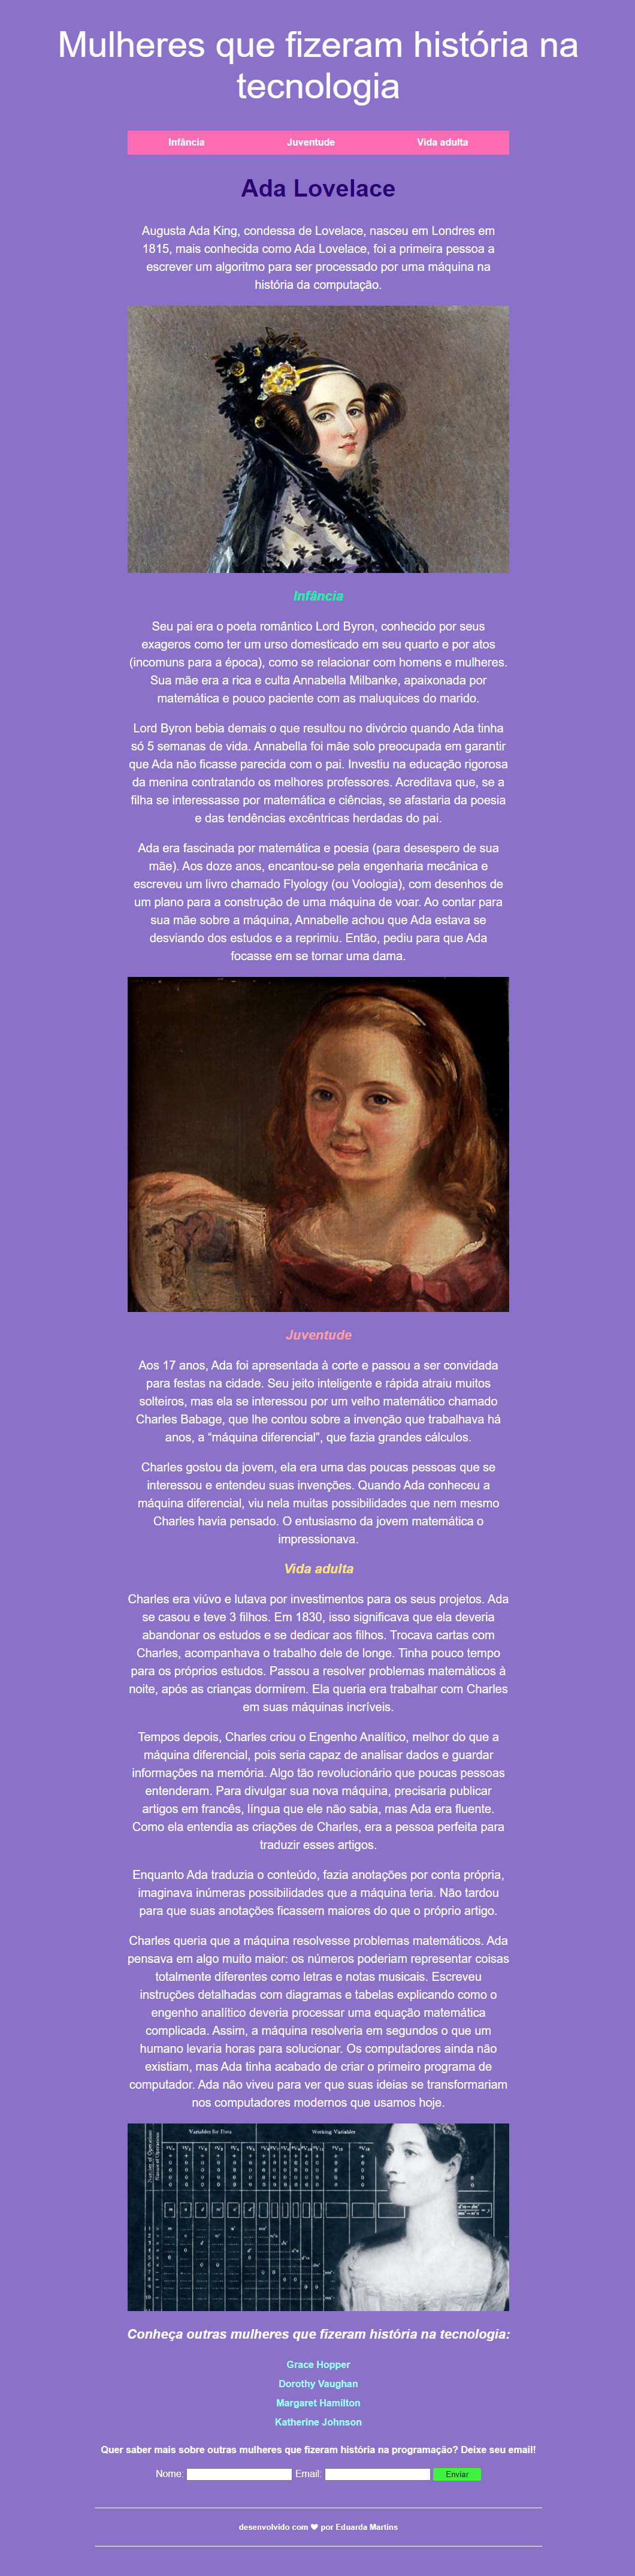 Mulheres que fizeram história na
tecnologia
Infância Juventude Vida adulta
Ada Lovelace
Augusta Ada King, condessa de Lovelace, nasceu em Londres em
1815, mais conhecida como Ada Lovelace, foi a primeira pessoa a
escrever um algoritmo para ser processado por uma máquina na
história da computação.
Infância
Seu pai era o poeta romântico Lord Byron, conhecido por seus
exageros como ter um urso domesticado em seu quarto e por atos
(incomuns para a época), como se relacionar com homens e mulheres.
Sua mãe era a rica e culta Annabella Milbanke, apaixonada por
matemática e pouco paciente com as maluquices do marido.
Lord Byron bebia demais o que resultou no divórcio quando Ada tinha
só 5 semanas de vida. Annabella foi mãe solo preocupada em garantir
que Ada não ficasse parecida com o pai. Investiu na educação rigorosa
da menina contratando os melhores professores. Acreditava que, se a
filha se interessasse por matemática e ciências, se afastaria da poesia
e das tendências excêntricas herdadas do pai.
Ada era fascinada por matemática e poesia (para desespero de sua
mãe). Aos doze anos, encantou-se pela engenharia mecânica e
escreveu um livro chamado Flyology (ou Voologia), com desenhos de
um plano para a construção de uma máquina de voar. Ao contar para
sua mãe sobre a máquina, Annabelle achou que Ada estava se
desviando dos estudos e a reprimiu. Então, pediu para que Ada
focasse em se tornar uma dama.
Juventude
Aos 17 anos, Ada foi apresentada à corte e passou a ser convidada
para festas na cidade. Seu jeito inteligente e rápida atraiu muitos
solteiros, mas ela se interessou por um velho matemático chamado
Charles Babage, que lhe contou sobre a invenção que trabalhava há
anos, a “máquina diferencial”, que fazia grandes cálculos.
Charles gostou da jovem, ela era uma das poucas pessoas que se
interessou e entendeu suas invenções. Quando Ada conheceu a
máquina diferencial, viu nela muitas possibilidades que nem mesmo
Charles havia pensado. O entusiasmo da jovem matemática o
impressionava.
Vida adulta
Charles era viúvo e lutava por investimentos para os seus projetos. Ada
se casou e teve 3 filhos. Em 1830, isso significava que ela deveria
abandonar os estudos e se dedicar aos filhos. Trocava cartas com
Charles, acompanhava o trabalho dele de longe. Tinha pouco tempo
para os próprios estudos. Passou a resolver problemas matemáticos à
noite, após as crianças dormirem. Ela queria era trabalhar com Charles
em suas máquinas incríveis.
Tempos depois, Charles criou o Engenho Analítico, melhor do que a
máquina diferencial, pois seria capaz de analisar dados e guardar
informações na memória. Algo tão revolucionário que poucas pessoas
entenderam. Para divulgar sua nova máquina, precisaria publicar
artigos em francês, língua que ele não sabia, mas Ada era fluente.
Como ela entendia as criações de Charles, era a pessoa perfeita para
traduzir esses artigos.
Enquanto Ada traduzia o conteúdo, fazia anotações por conta própria,
imaginava inúmeras possibilidades que a máquina teria. Não tardou
para que suas anotações ficassem maiores do que o próprio artigo.
Charles queria que a máquina resolvesse problemas matemáticos. Ada
pensava em algo muito maior: os números poderiam representar coisas
totalmente diferentes como letras e notas musicais. Escreveu
instruções detalhadas com diagramas e tabelas explicando como o
engenho analítico deveria processar uma equação matemática
complicada. Assim, a máquina resolveria em segundos o que um
humano levaria horas para solucionar. Os computadores ainda não
existiam, mas Ada tinha acabado de criar o primeiro programa de
computador. Ada não viveu para ver que suas ideias se transformariam
nos computadores modernos que usamos hoje.
Variables for Data Working Variables
Number of Operations
Nature of Operations
Conheça outras mulheres que fizeram história na tecnologia:
Grace Hopper
Dorothy Vaughan
Margaret Hamilton
Katherine Johnson
Quer saber mais sobre outras mulheres que fizeram história na programação? Deixe seu email!
Nome: Email: Enviar
desenvolvido com ❤ por Eduarda Martins